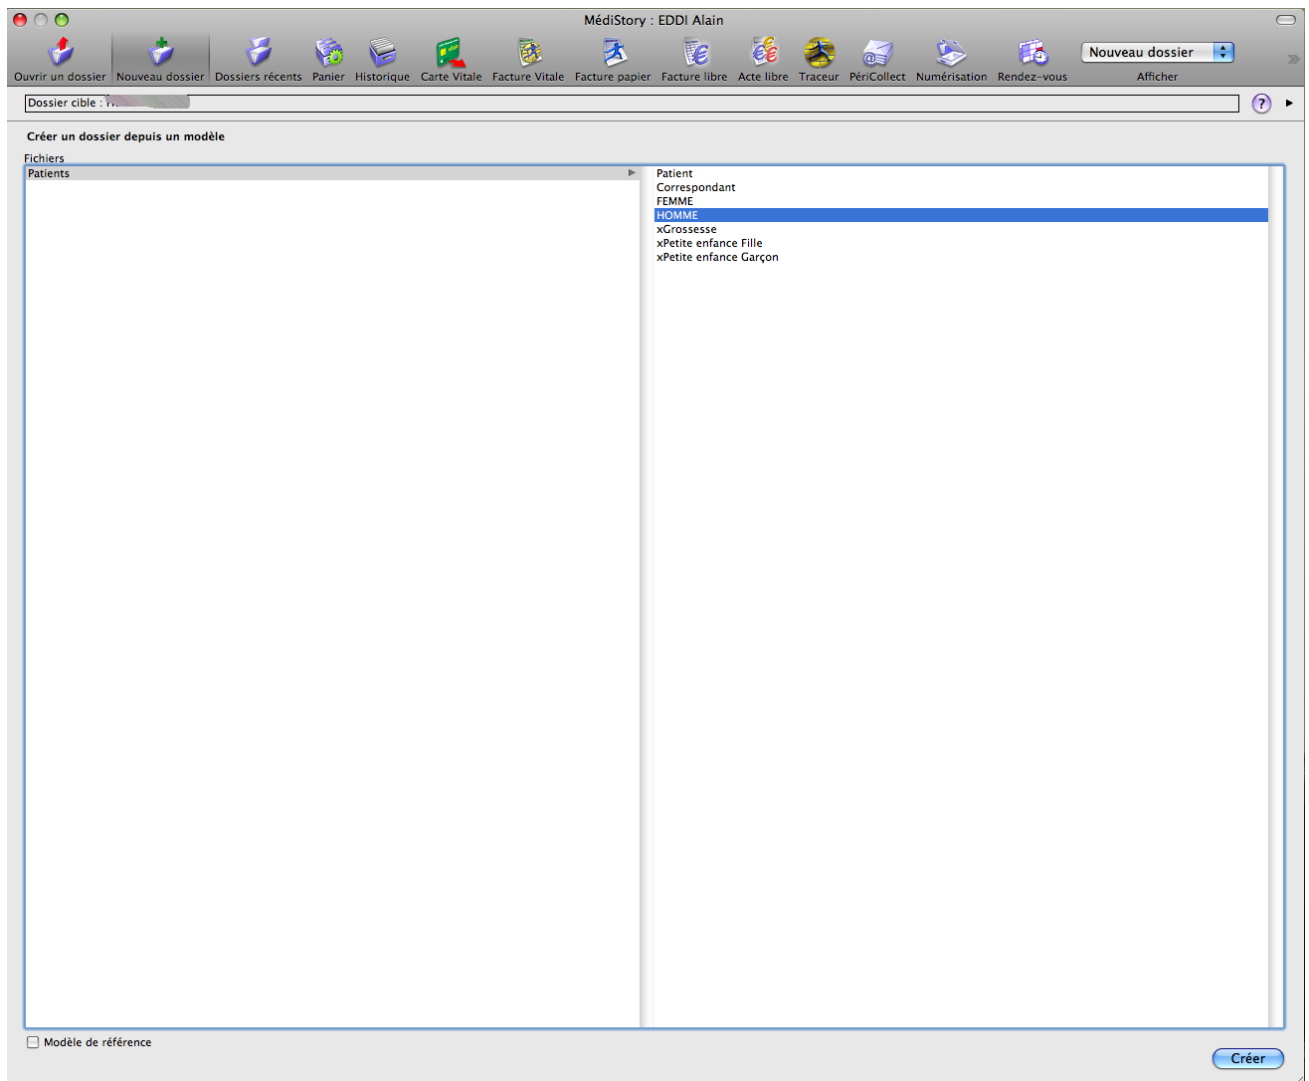 MédiStory : EDDI Alain
Nouveau dossier
Ouvrir un dossier Nouveau dossier Dossiers récents Panier Historique Carte Vitale Facture Vitale Facture papier Facture libre Acte libre Traceur PériCollect Numérisation Rendez-vous Afficher
Dossier cible :
?
Créer un dossier depuis un modèle
Fichiers
Patients
Patient
Correspondant
FEMME
HOMME
xGrossesse
xPetite enfance Fille
xPetite enfance Garçon
Modèle de référence
Créer